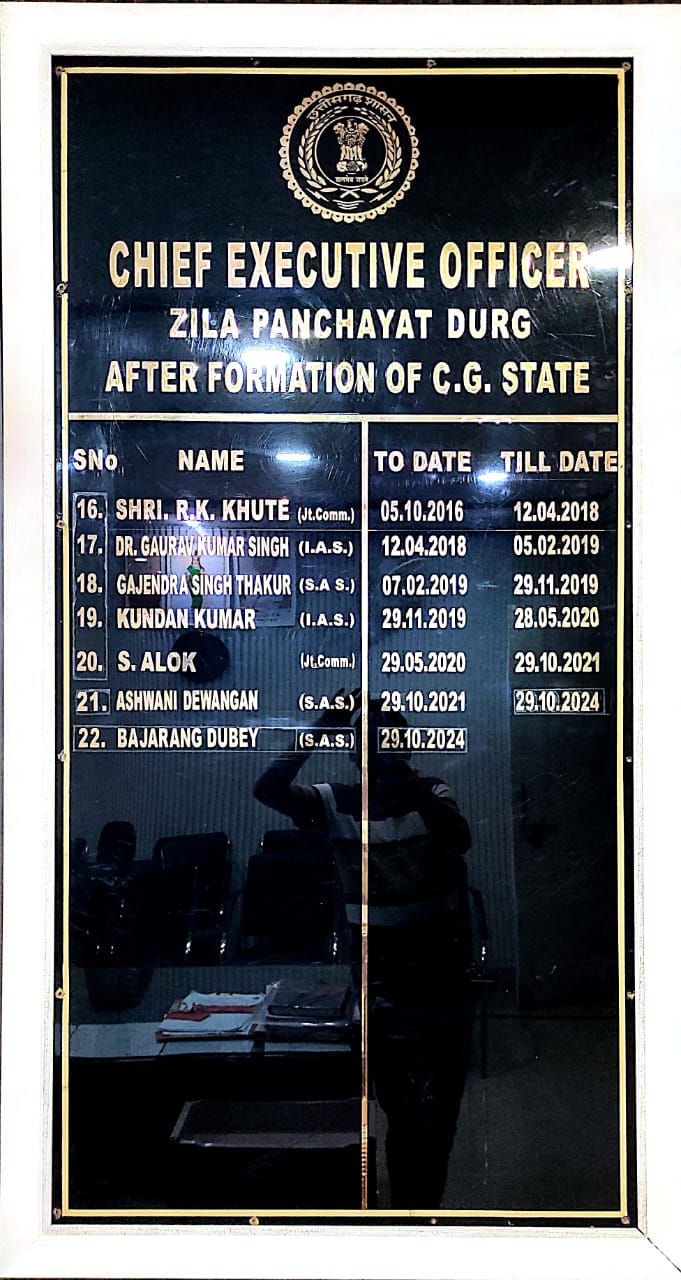 छत्तीसगढ़ शासन
सत्यमेव जयते
CHIEF EXECUTIVE OFFICER
ZILA PANCHAYAT DURG
AFTER FORMATION OF C.G. STATE
SNo NAME TO DATE TILL DATE
16. SHRI. R.K. KHUTE (Jt.Comm.) 05.10.2016 12.04.2018
17. DR. GAURAV KUMAR SINGH (I.A.S.) 12.04.2018 05.02.2019
18. GAJENDRA SINGH THAKUR (S.A S.) 07.02.2019 29.11.2019
19. KUNDAN KUMAR (I.A.S.) 29.11.2019 28.05.2020
20. S. ALOK (Jt.Comm.) 29.05.2020 29.10.2021
21. ASHWANI DEWANGAN (S.A.S.) 29.10.2021 29.10.2024
22. BAJARANG DUBEY (S.A.S.) 29.10.2024